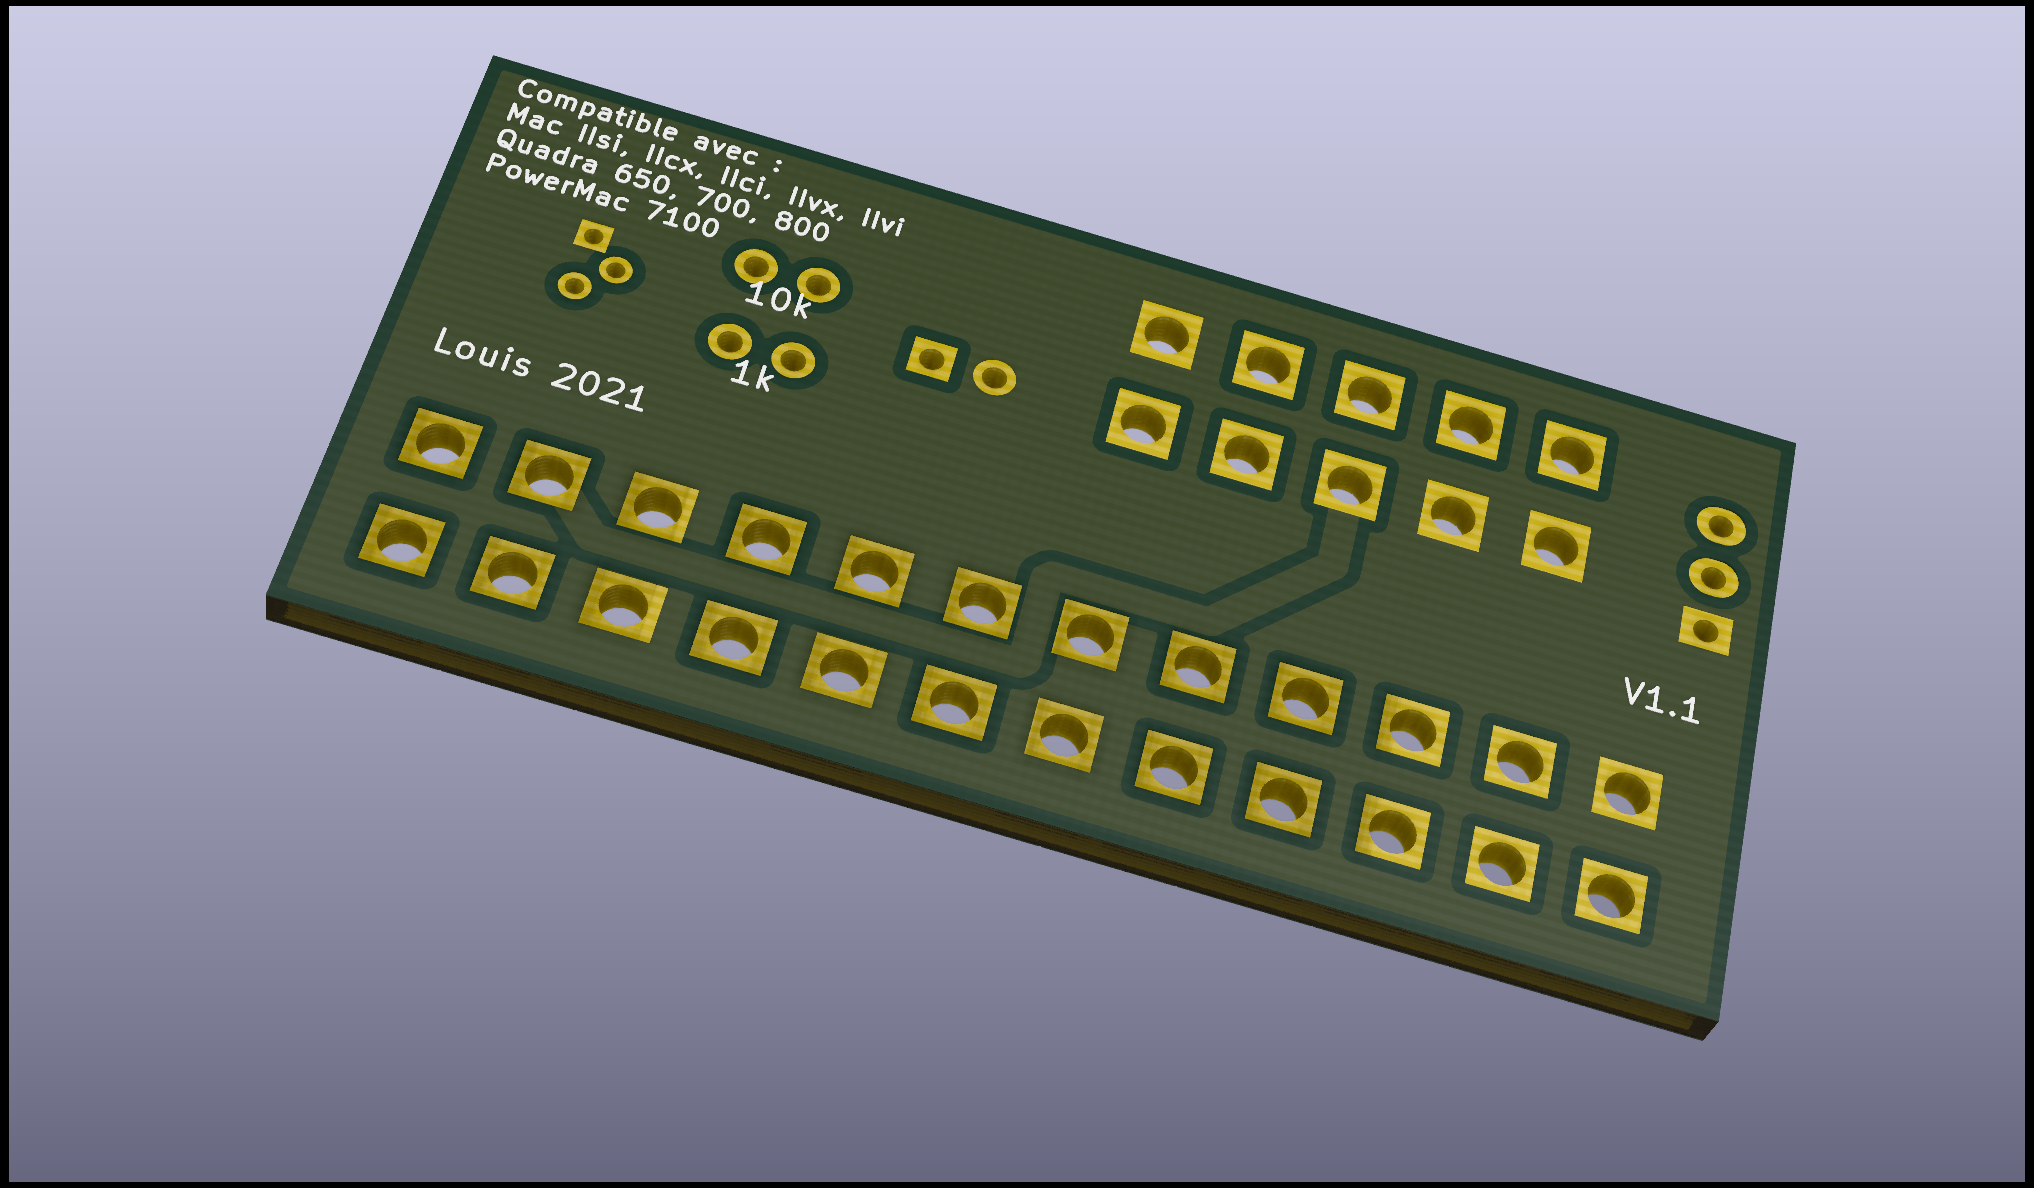 Compatible avec :
Mac IIsi, IIcx, IIci, IIvx, IIvi
Quadra 650, 700, 800
PowerMac 7100
10k
1k
Louis 2021
V1.1